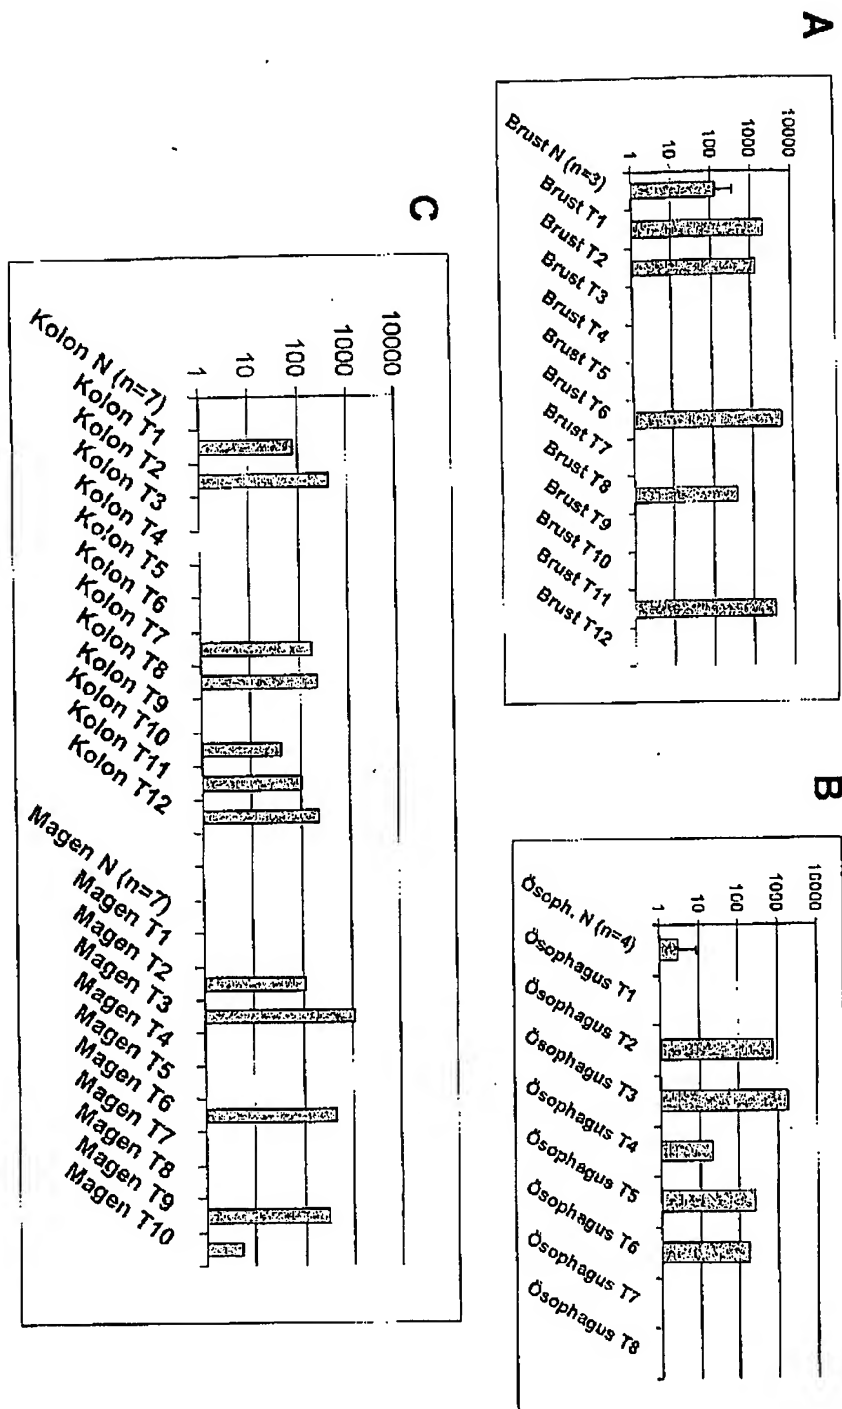 A
10000
1000
100
10
1
Brust N (n=3)
Brust T1
Brust T2
Brust T3
Brust T4
Brust T5
Brust T6
Brust T7
Brust T8
Brust T9
Brust T10
Brust T11
Brust T12
B
10000
1000
100
10
1
Ösoph. N (n=4)
Ösophagus T1
Ösophagus T2
Ösophagus T3
Ösophagus T4
Ösophagus T5
Ösophagus T6
Ösophagus T7
Ösophagus T8
C
10000
1000
100
10
1
Kolon N (n=7)
Kolon T1
Kolon T2
Kolon T3
Kolon T4
Kolon T5
Kolon T6
Kolon T7
Kolon T8
Kolon T9
Kolon T10
Kolon T11
Kolon T12
Magen N (n=7)
Magen T1
Magen T2
Magen T3
Magen T4
Magen T5
Magen T6
Magen T7
Magen T8
Magen T9
Magen T10